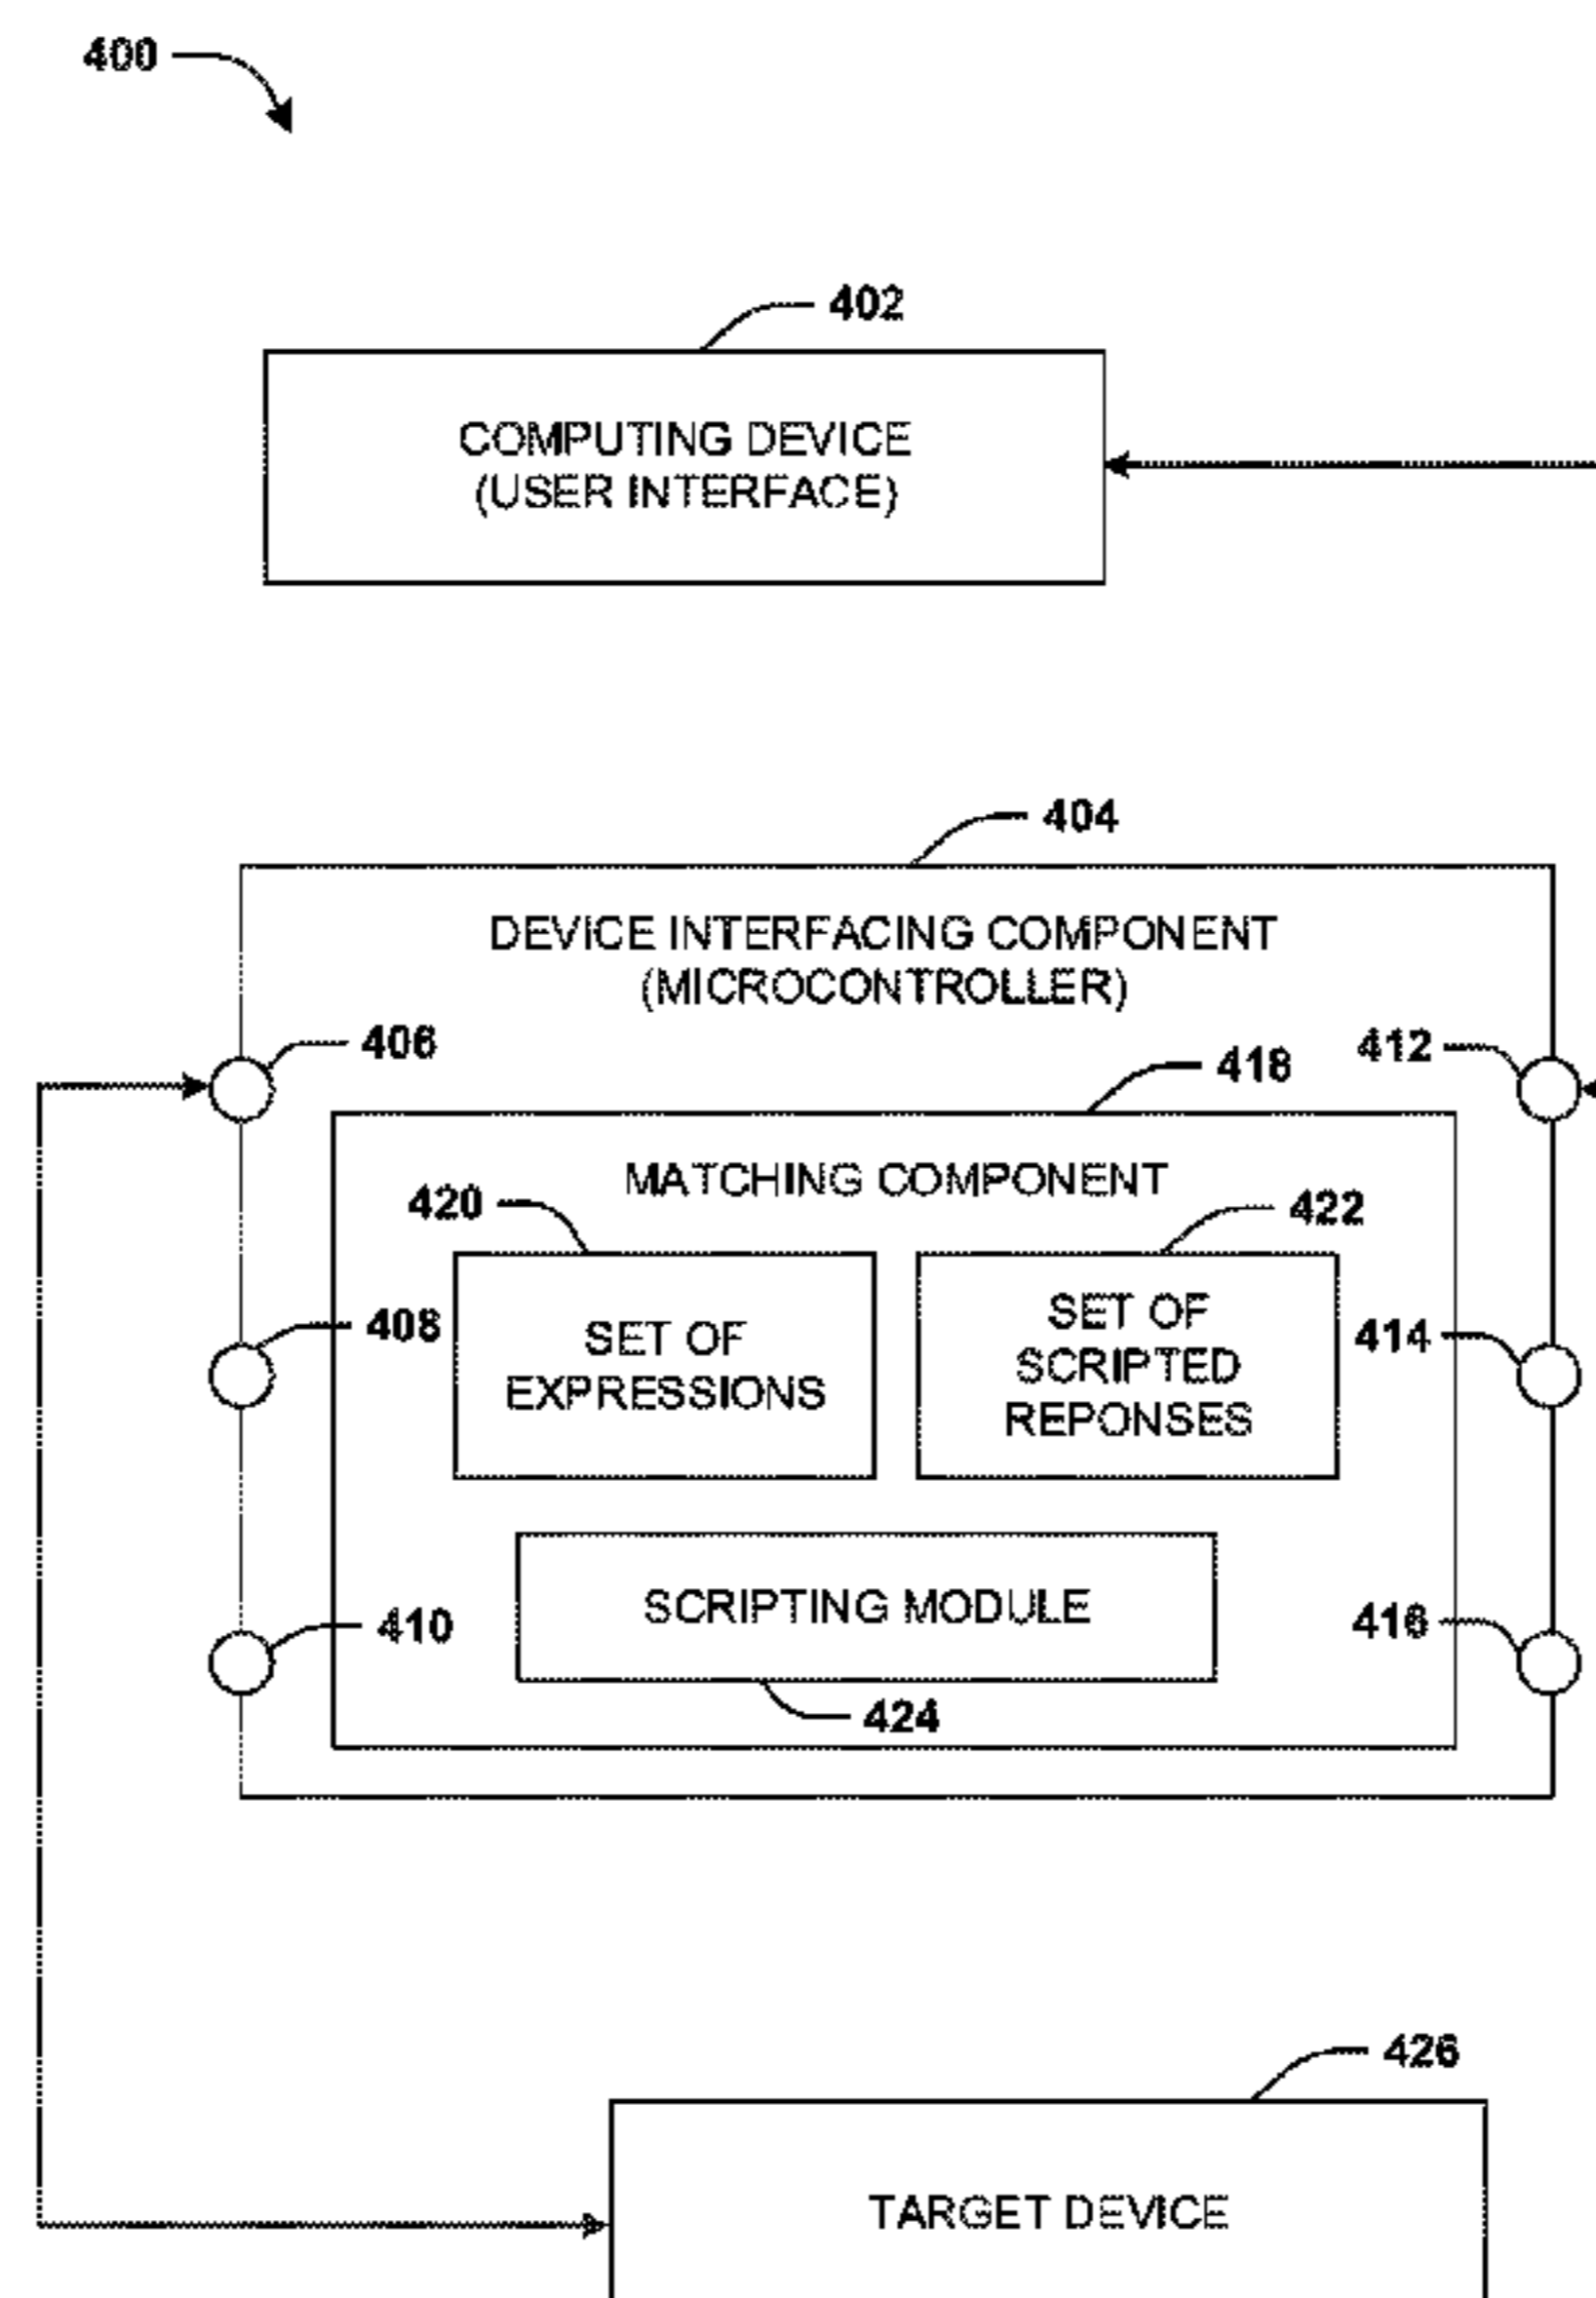 400
402
COMPUTING DEVICE
(USER INTERFACE)
404
DEVICE INTERFACING COMPONENT
(MICROCONTROLLER)
406
412
418
MATCHING COMPONENT
420
422
SET OF
EXPRESSIONS
SET OF
SCRIPTED
REPONSES
408
414
SCRIPTING MODULE
410
416
424
426
TARGET DEVICE